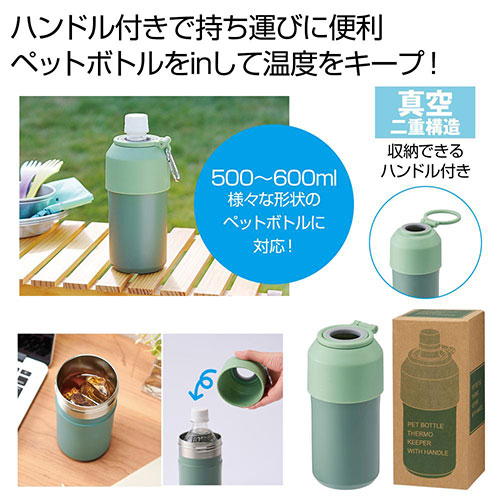 ハンドル付きで持ち運びに便利
ペットボトルをinして温度をキープ！
真空
二重構造
収納できる
ハンドル付き
500～600ml
様々な形状の
ペットボトルに
対応！
PET BOTTLE
THERMO
KEEPER
WITH HANDLE